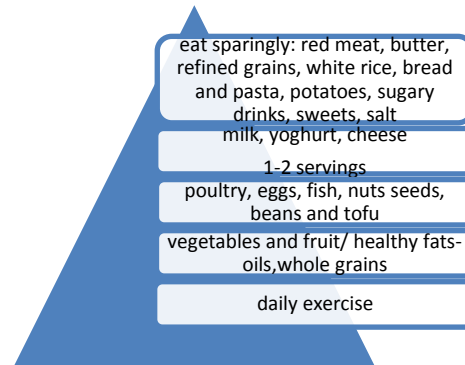 eat sparingly: red meat, butter,
refined grains, white rice, bread
and pasta, potatoes, sugary
drinks, sweets, salt
milk, yoghurt, cheese
1-2 servings
poultry, eggs, fish, nuts seeds,
beans and tofu
vegetables and fruit/ healthy fats-
oils,whole grains
daily exercise